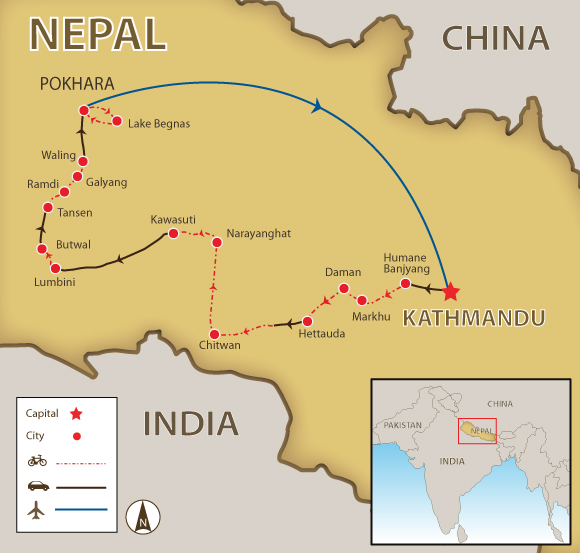 NEPAL
CHINA
POKHARA
Lake Begnas
Waling
Galyang
Ramdi
Tansen
Kawasuti
Narayanghat
Butwal
Lumbini
Humane
Banjyang
Daman
Markhu
KATHMANDU
Hettauda
Chitwan
INDIA
Capital
City
N
CHINA
PAKISTAN
NEPAL
INDIA